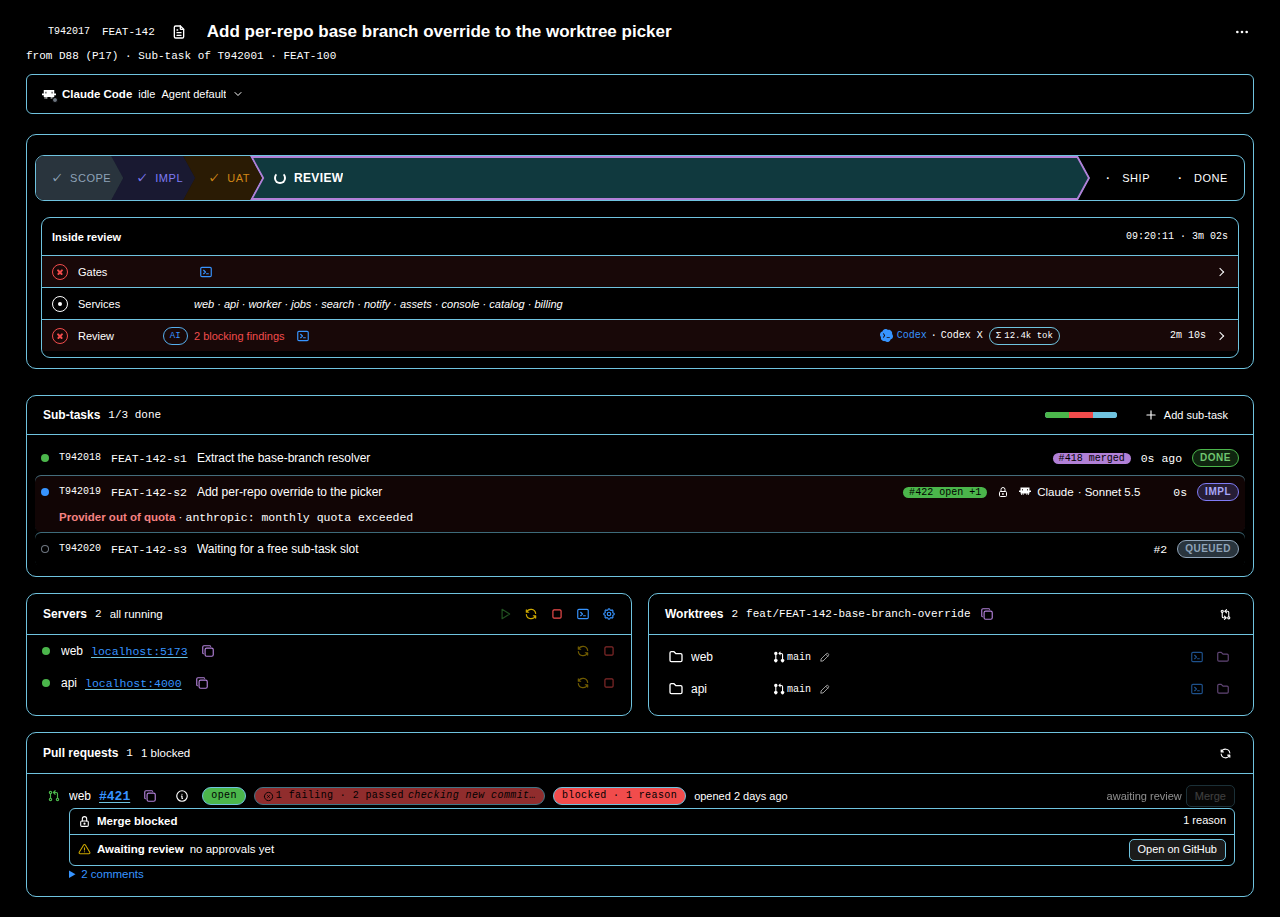 T942017 FEAT-142 Add per-repo base branch override to the worktree picker
from D88 (P17) · Sub-task of T942001 · FEAT-100
Claude Code idle Agent default
SCOPE IMPL UAT REVIEW · SHIP · DONE
Inside review 09:20:11 · 3m 02s
Gates
Services web · api · worker · jobs · search · notify · assets · console · catalog · billing
Review AI 2 blocking findings Codex · Codex X Σ 12.4k tok 2m 10s
Sub-tasks 1/3 done Add sub-task
T942018 FEAT-142-s1 Extract the base-branch resolver #418 merged 0s ago DONE
T942019 FEAT-142-s2 Add per-repo override to the picker #422 open +1 Claude · Sonnet 5.5 0s IMPL
Provider out of quota · anthropic: monthly quota exceeded
T942020 FEAT-142-s3 Waiting for a free sub-task slot #2 QUEUED
Servers 2 all running
web localhost:5173
api localhost:4000
Worktrees 2 feat/FEAT-142-base-branch-override
web main
api main
Pull requests 1 1 blocked
web #421 open 1 failing · 2 passed checking new commit… blocked · 1 reason opened 2 days ago awaiting review Merge
Merge blocked 1 reason
Awaiting review no approvals yet Open on GitHub
2 comments